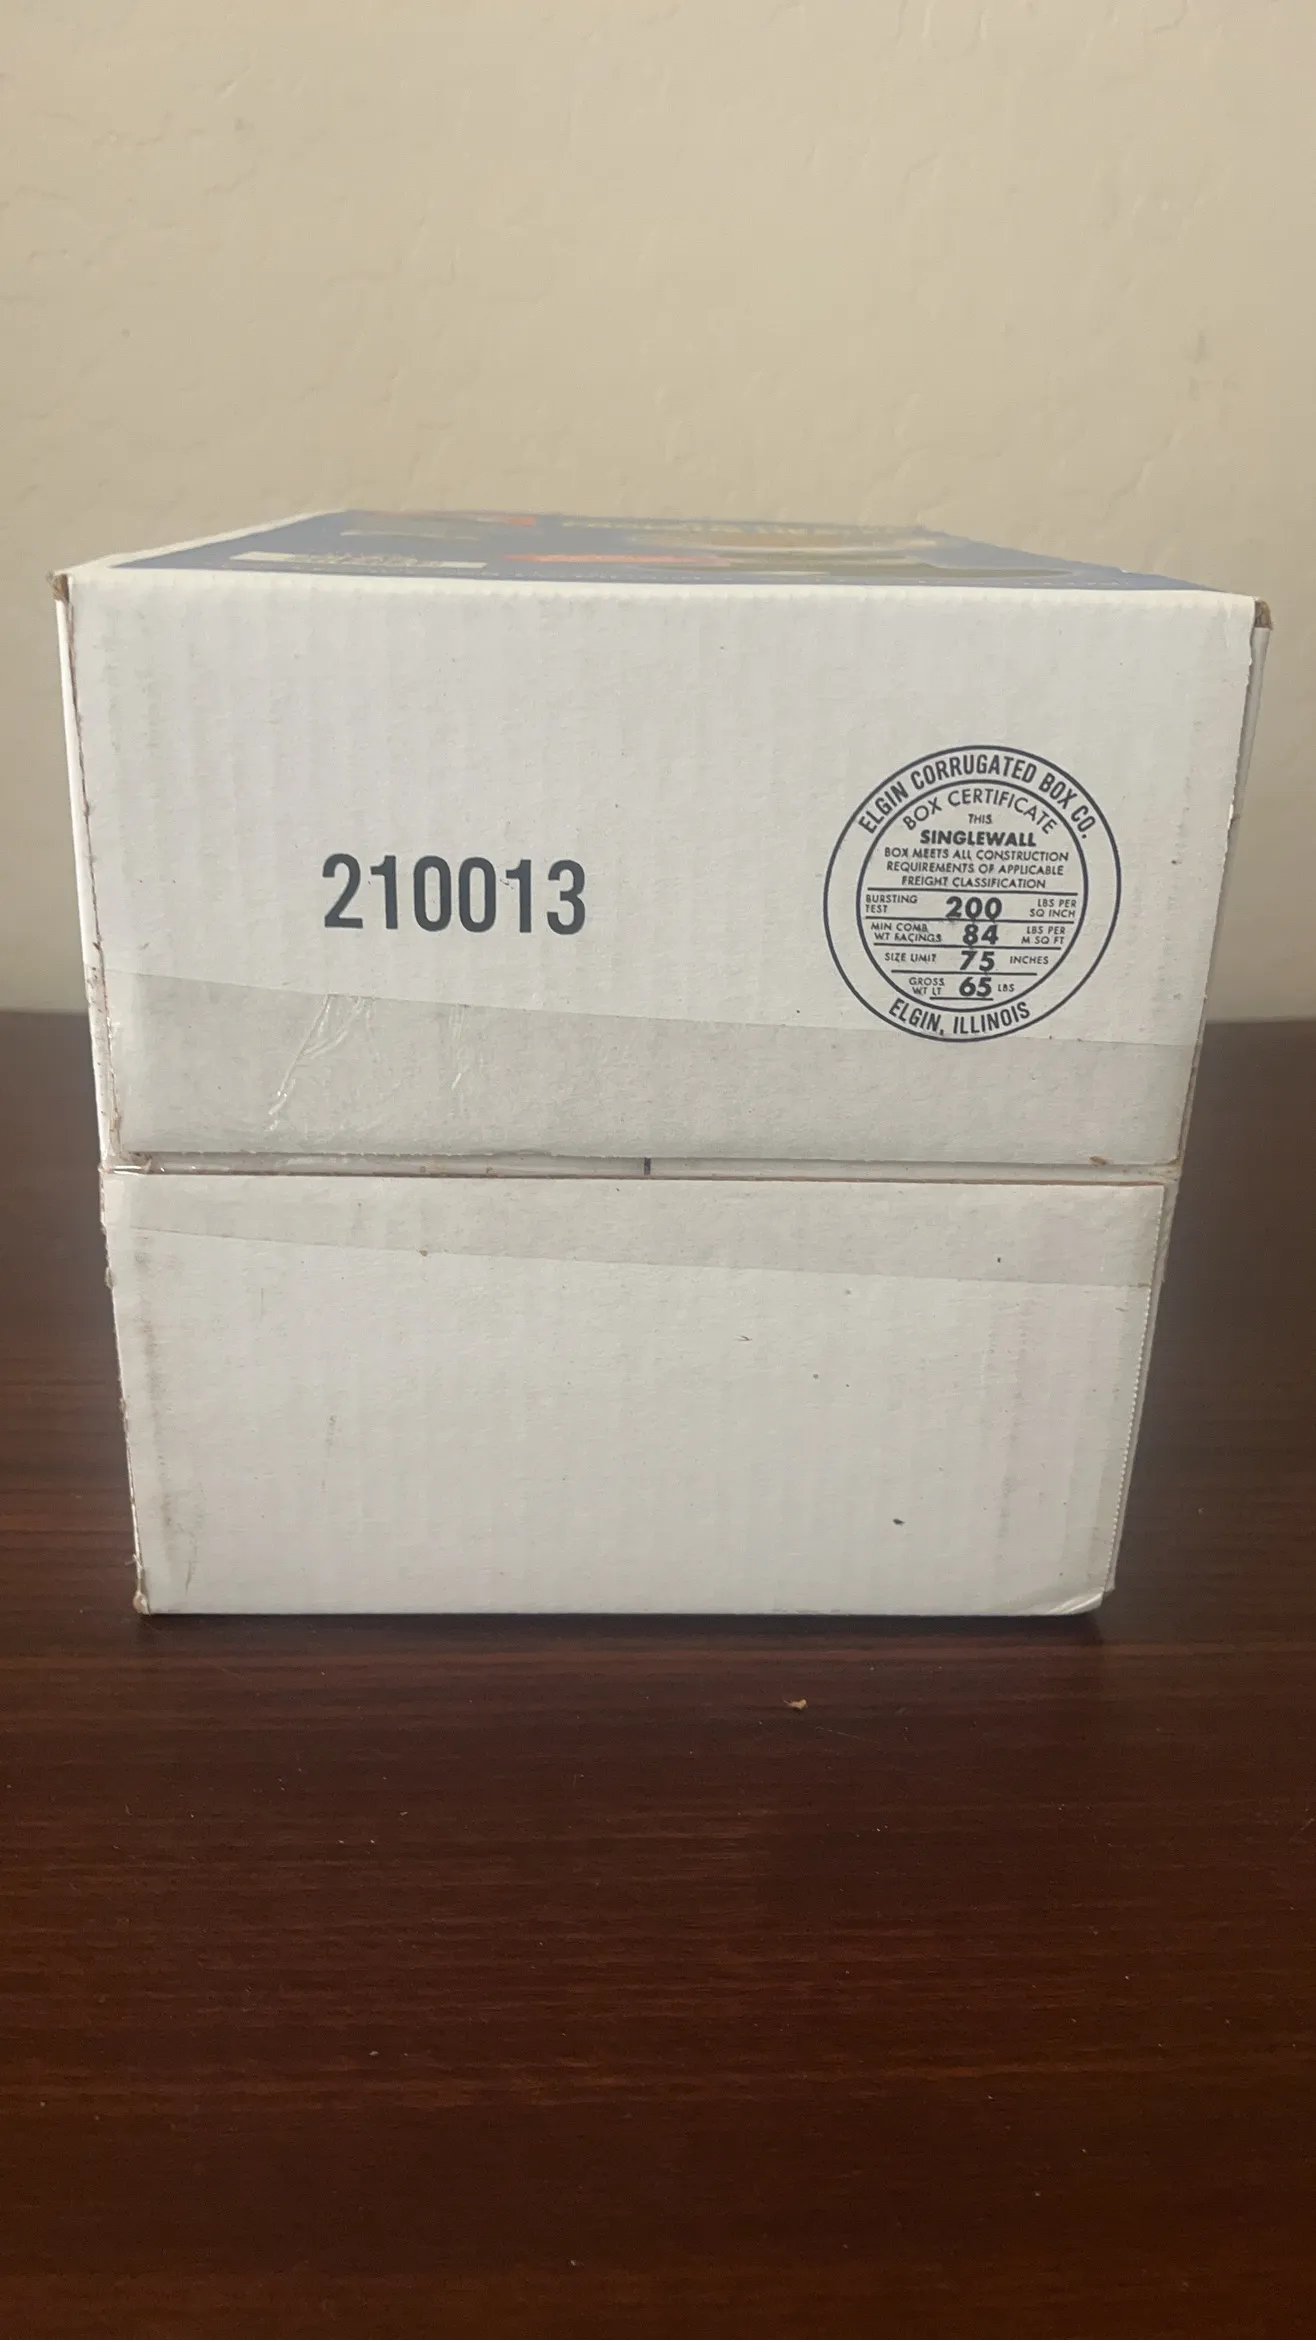 210013
ELGIN CORRUGATED BOX CO.
BOX CERTIFICATE
THIS
SINGLEWALL
BOX MEETS ALL CONSTRUCTION
REQUIREMENTS OF APPLICABLE
FREIGHT CLASSIFICATION
BURSTING TEST 200 LBS PER SQ INCH
MIN COMB WT FACINGS 84 LBS PER M SQ FT
SIZE LIMIT 75 INCHES
GROSS WT LT 65 LBS
ELGIN, ILLINOIS